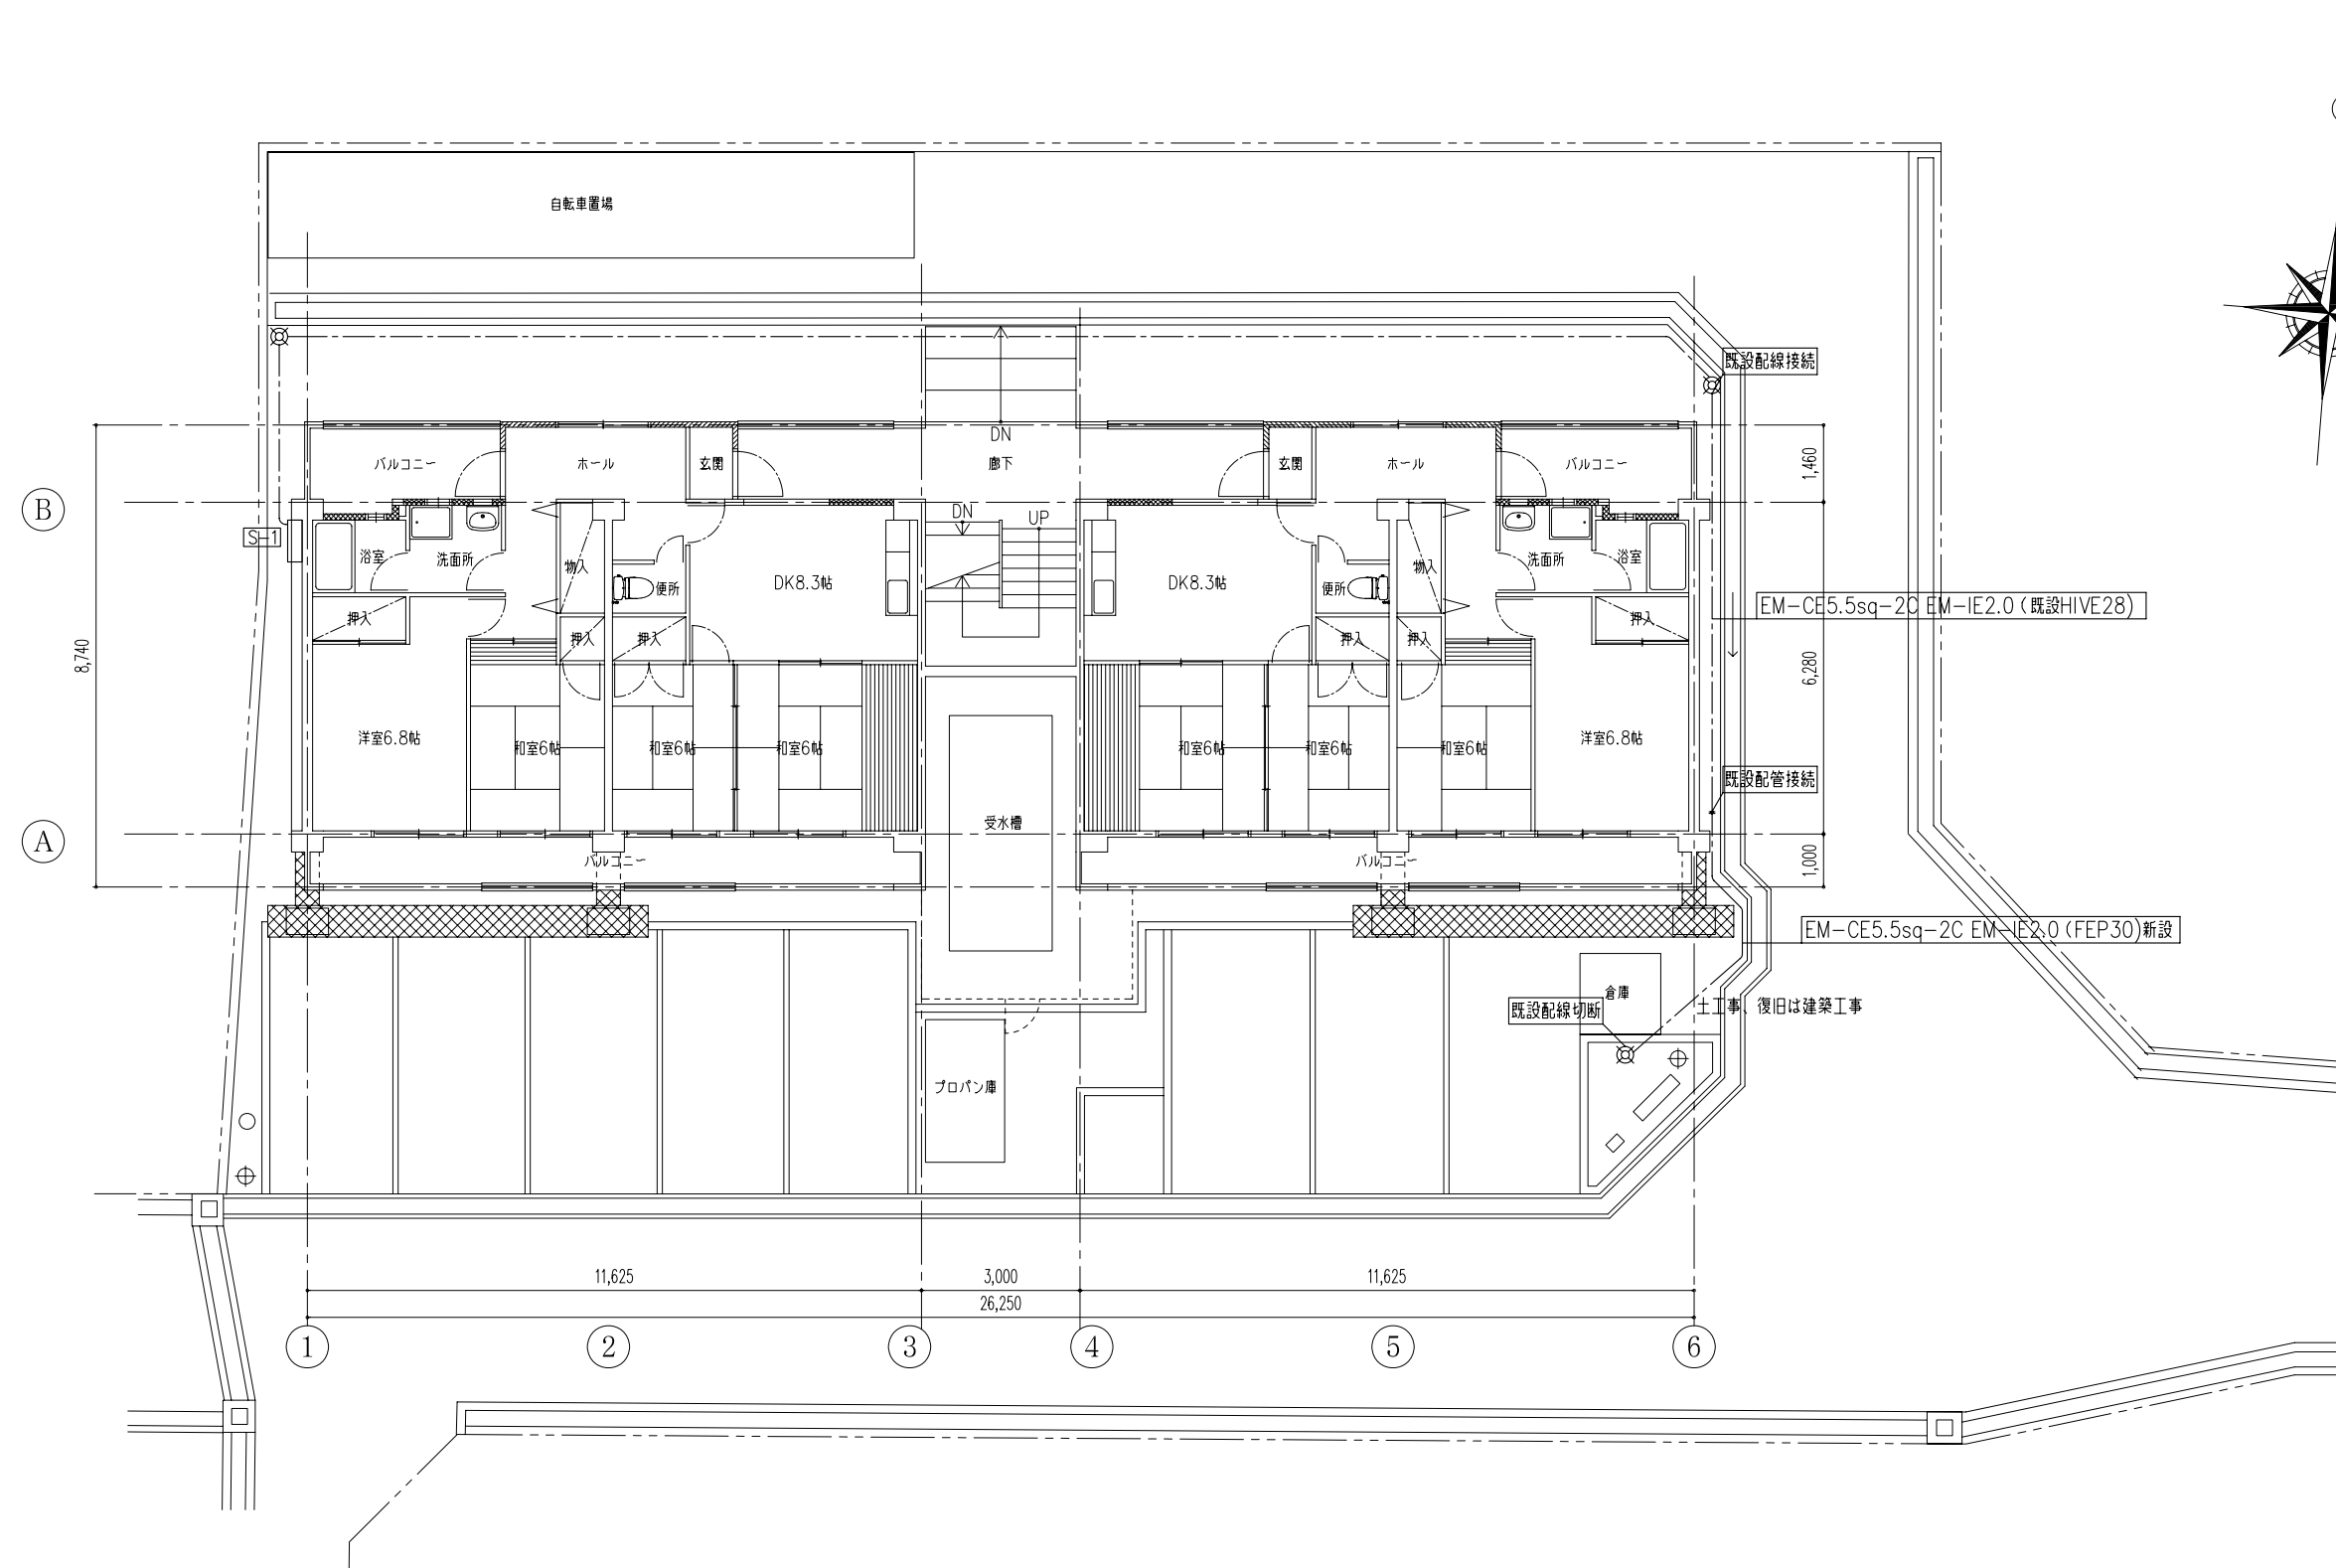 自転車置場
既設配線接続
DN
バルコニー
ホール
玄関
廊下
玄関
ホール
バルコニー
1,460
B
S-1
DN
UP
浴室
洗面所
物入
便所
DK8.3帖
DK8.3帖
便所
物入
洗面所
浴室
EM-CE5.5sq-2C EM-IE2.0（既設HIVE28）
押入
押入
押入
押入
押入
押入
8,740
6,280
洋室6.8帖
和室6帖
和室6帖
和室6帖
和室6帖
和室6帖
和室6帖
洋室6.8帖
既設配管接続
受水槽
A
バルコニー
バルコニー
1,000
EM-CE5.5sq-2C EM-IE2.0（FEP30)新設
倉庫
既設配線切断
土工事、復旧は建築工事
プロパン庫
11,625
3,000
11,625
26,250
1
2
3
4
5
6